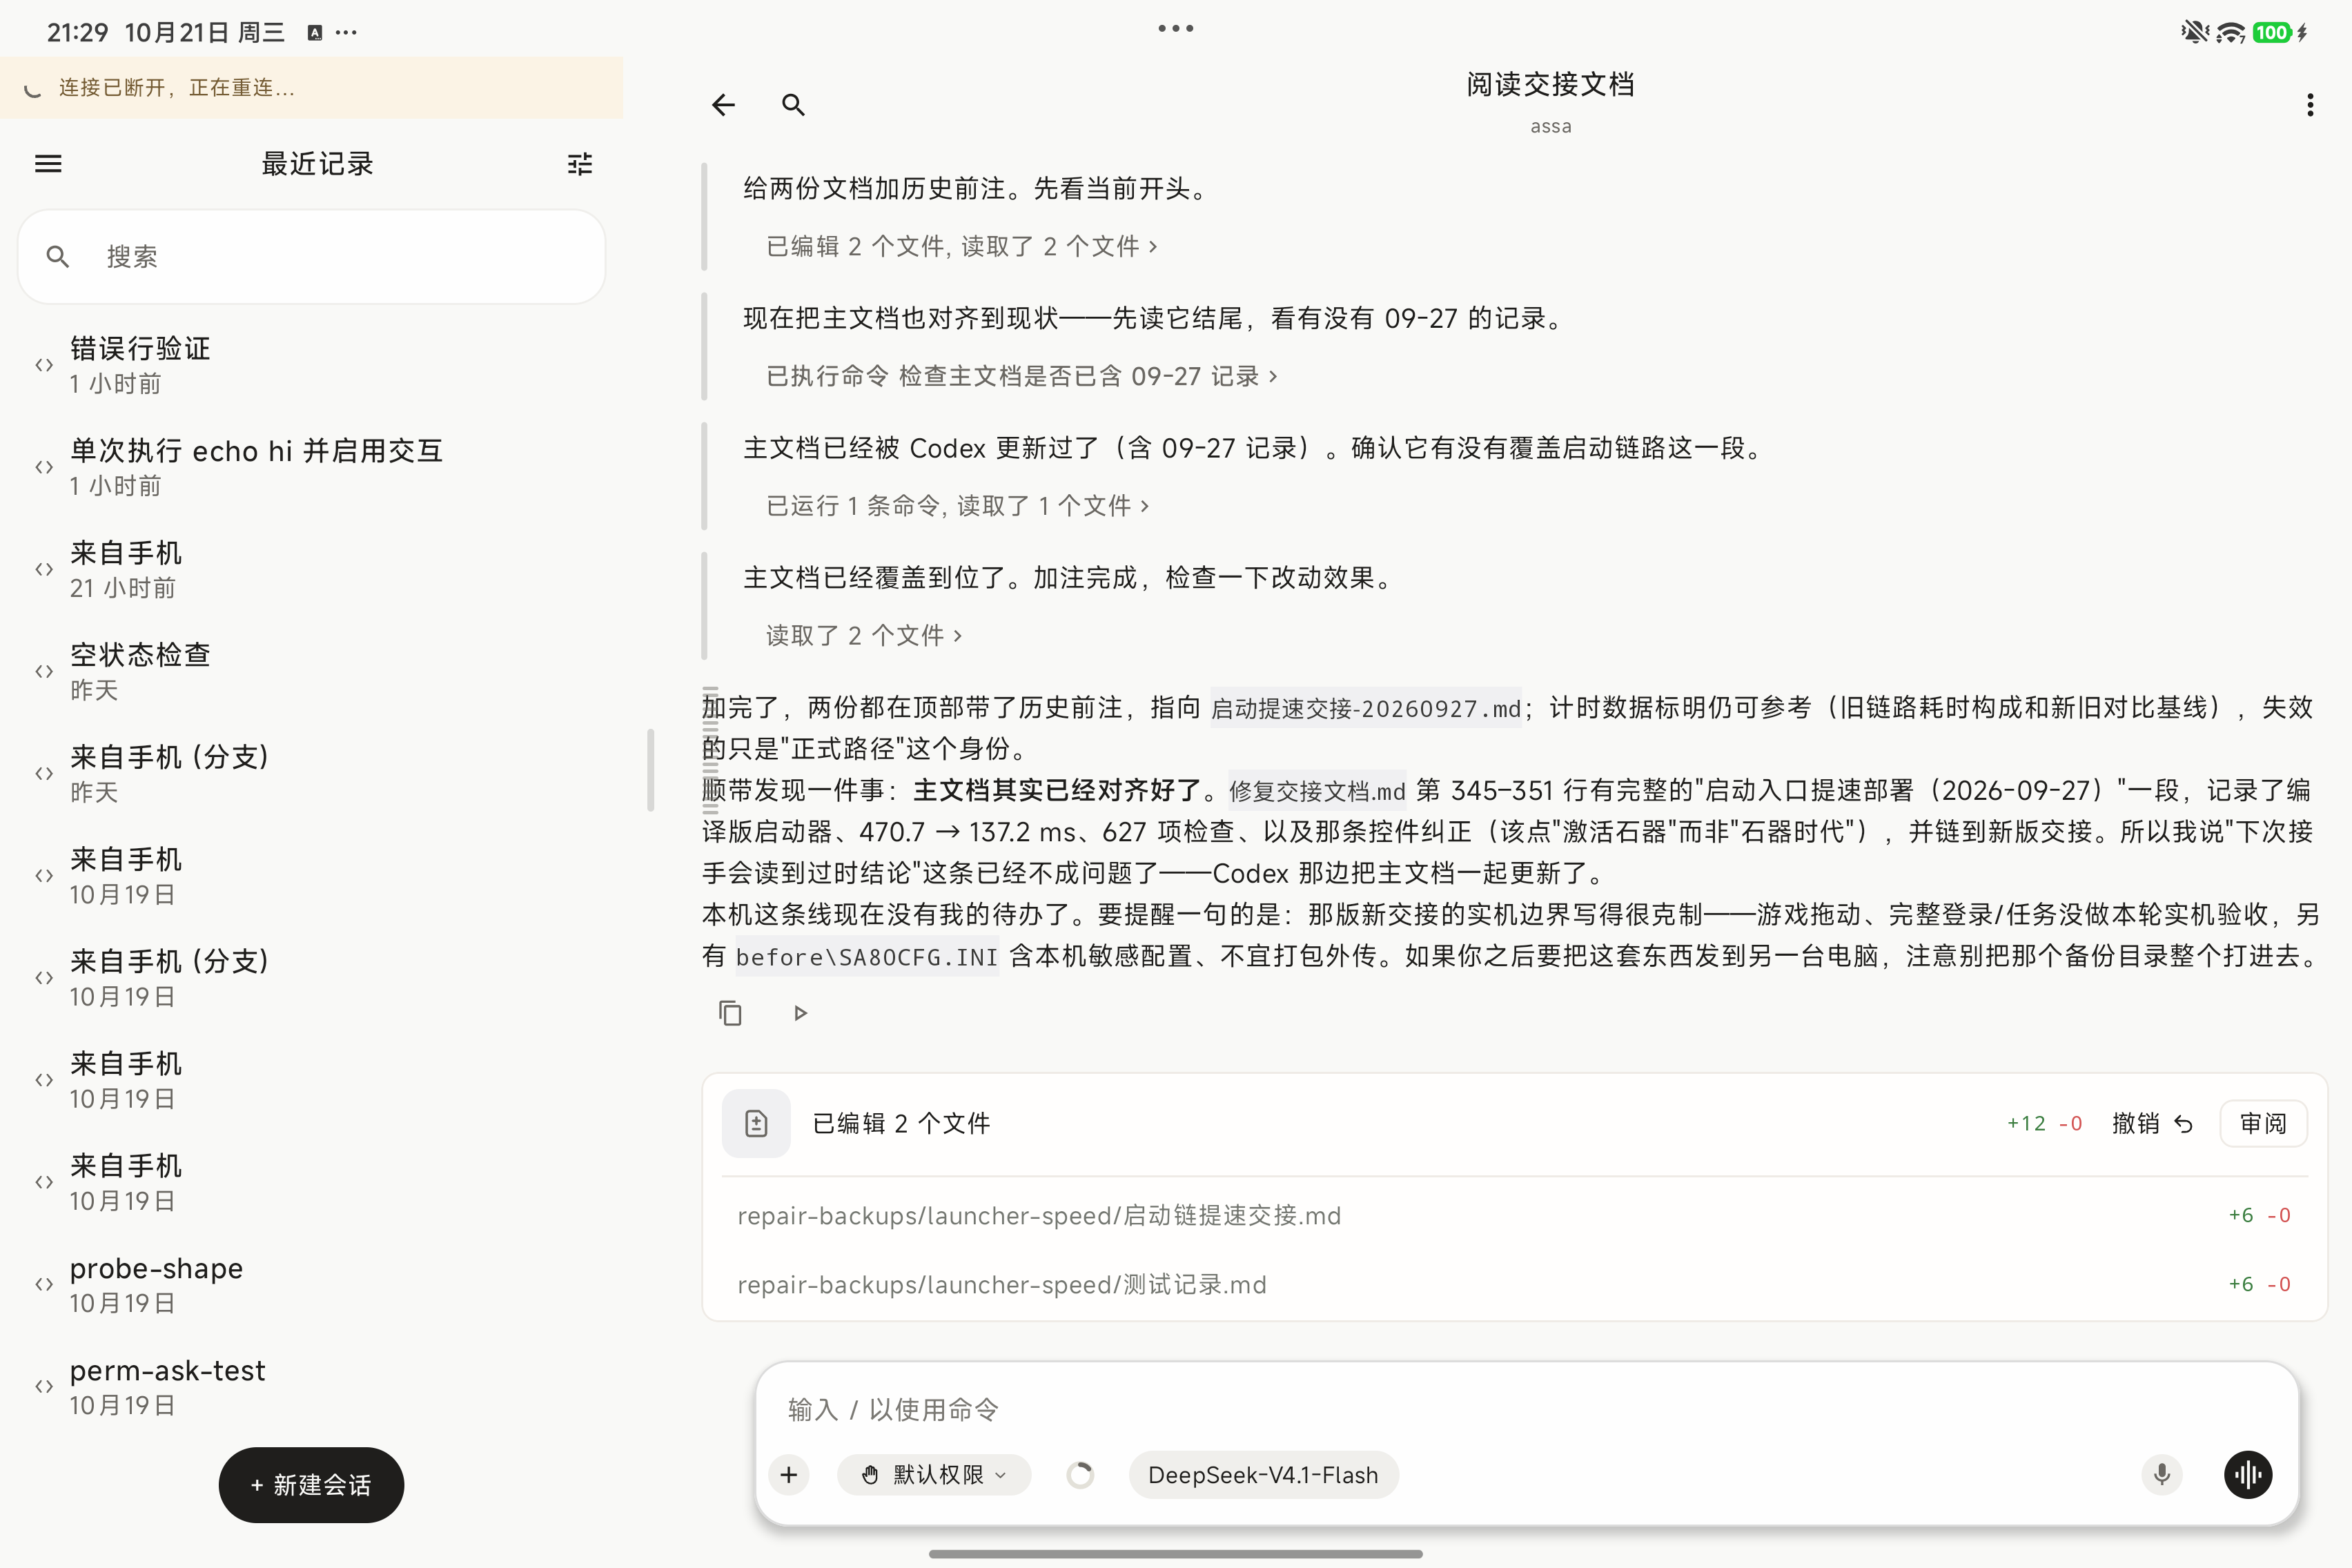 21:29 10月21日 周三
100
连接已断开，正在重连...
最近记录
搜索
错误行验证
1 小时前
单次执行 echo hi 并启用交互
1 小时前
来自手机
21 小时前
空状态检查
昨天
来自手机 (分支)
昨天
来自手机
10月19日
来自手机 (分支)
10月19日
来自手机
10月19日
来自手机
10月19日
probe-shape
10月19日
perm-ask-test
10月19日
+ 新建会话
阅读交接文档
assa
给两份文档加历史前注。先看当前开头。
已编辑 2 个文件, 读取了 2 个文件
现在把主文档也对齐到现状——先读它结尾，看有没有 09-27 的记录。
已执行命令 检查主文档是否已含 09-27 记录
主文档已经被 Codex 更新过了（含 09-27 记录）。确认它有没有覆盖启动链路这一段。
已运行 1 条命令, 读取了 1 个文件
主文档已经覆盖到位了。加注完成，检查一下改动效果。
读取了 2 个文件
加完了，两份都在顶部带了历史前注，指向 启动提速交接-20260927.md；计时数据标明仍可参考（旧链路耗时构成和新旧对比基线），失效
的只是"正式路径"这个身份。
顺带发现一件事：主文档其实已经对齐好了。修复交接文档.md 第 345–351 行有完整的"启动入口提速部署（2026-09-27）"一段，记录了编
译版启动器、470.7 → 137.2 ms、627 项检查、以及那条控件纠正（该点"激活石器"而非"石器时代"），并链到新版交接。所以我说"下次接
手会读到过时结论"这条已经不成问题了——Codex 那边把主文档一起更新了。
本机这条线现在没有我的待办了。要提醒一句的是：那版新交接的实机边界写得很克制——游戏拖动、完整登录/任务没做本轮实机验收，另
有 before\SA80CFG.INI 含本机敏感配置、不宜打包外传。如果你之后要把这套东西发到另一台电脑，注意别把那个备份目录整个打进去。
已编辑 2 个文件 +12 -0 撤销 审阅
repair-backups/launcher-speed/启动链提速交接.md +6 -0
repair-backups/launcher-speed/测试记录.md +6 -0
输入 / 以使用命令
默认权限 DeepSeek-V4.1-Flash